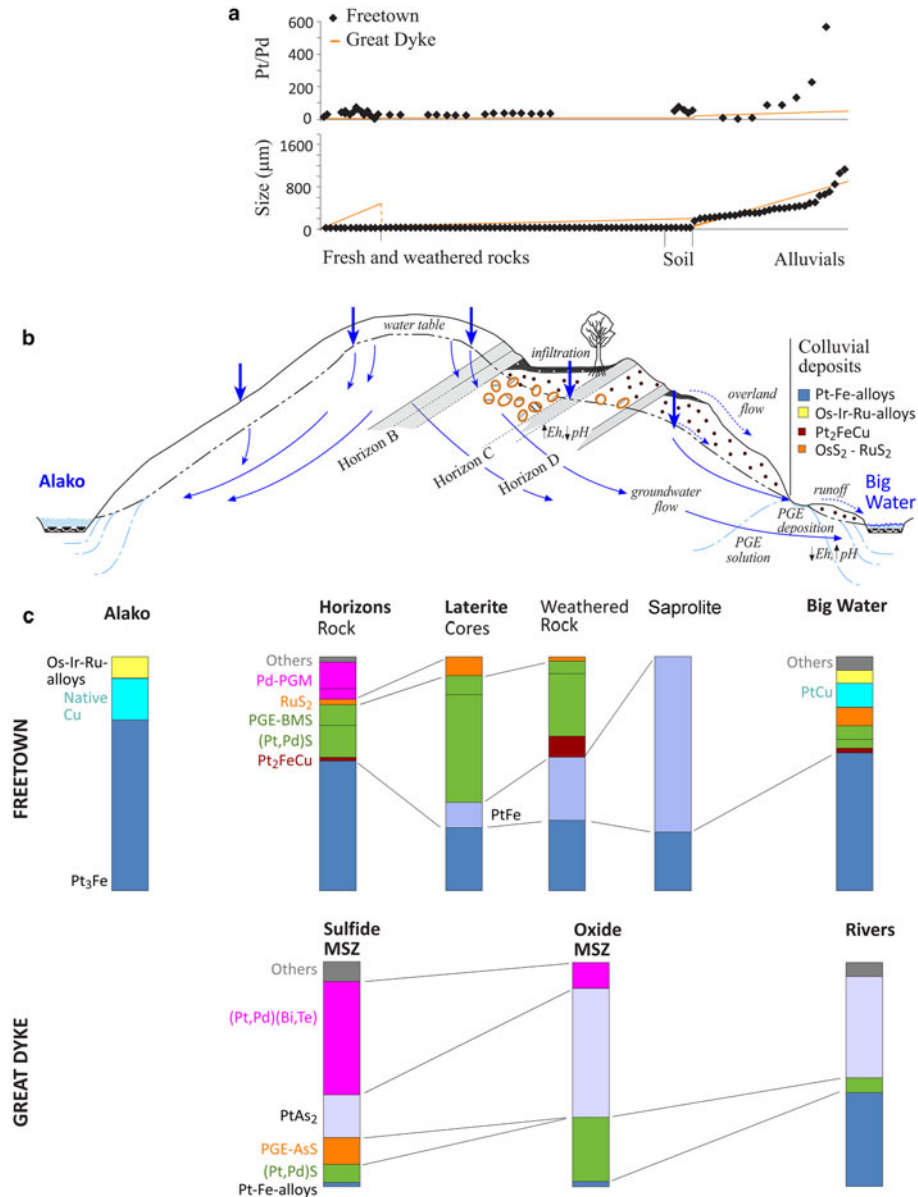 a
Freetown
Great Dyke
Pt/Pd
600
400
200
0
Size (µm)
1600
800
0
Fresh and weathered rocks
Soil
Alluvials
b
water table
infiltration
Colluvial
deposits
Pt-Fe-alloys
Os-Ir-Ru-alloys
Pt₂FeCu
OsS₂ - RuS₂
overland
flow
Horizon B
Horizon C
Horizon D
↑Eh,↓pH
Alako
groundwater
flow
runoff
Big
Water
PGE
deposition
PGE
solution
↓Eh,↑pH
c
Alako
Horizons
Rock
Laterite
Cores
Weathered
Rock
Saprolite
Big Water
FREETOWN
Os-Ir-Ru-
alloys
Native
Cu
Pt₃Fe
Others
Pd-PGM
RuS₂
PGE-BMS
(Pt,Pd)S
Pt₂FeCu
PtFe
Others
PtCu
GREAT DYKE
Sulfide
MSZ
Oxide
MSZ
Rivers
Others
(Pt,Pd)(Bi,Te)
PtAs₂
PGE-AsS
(Pt,Pd)S
Pt-Fe-alloys